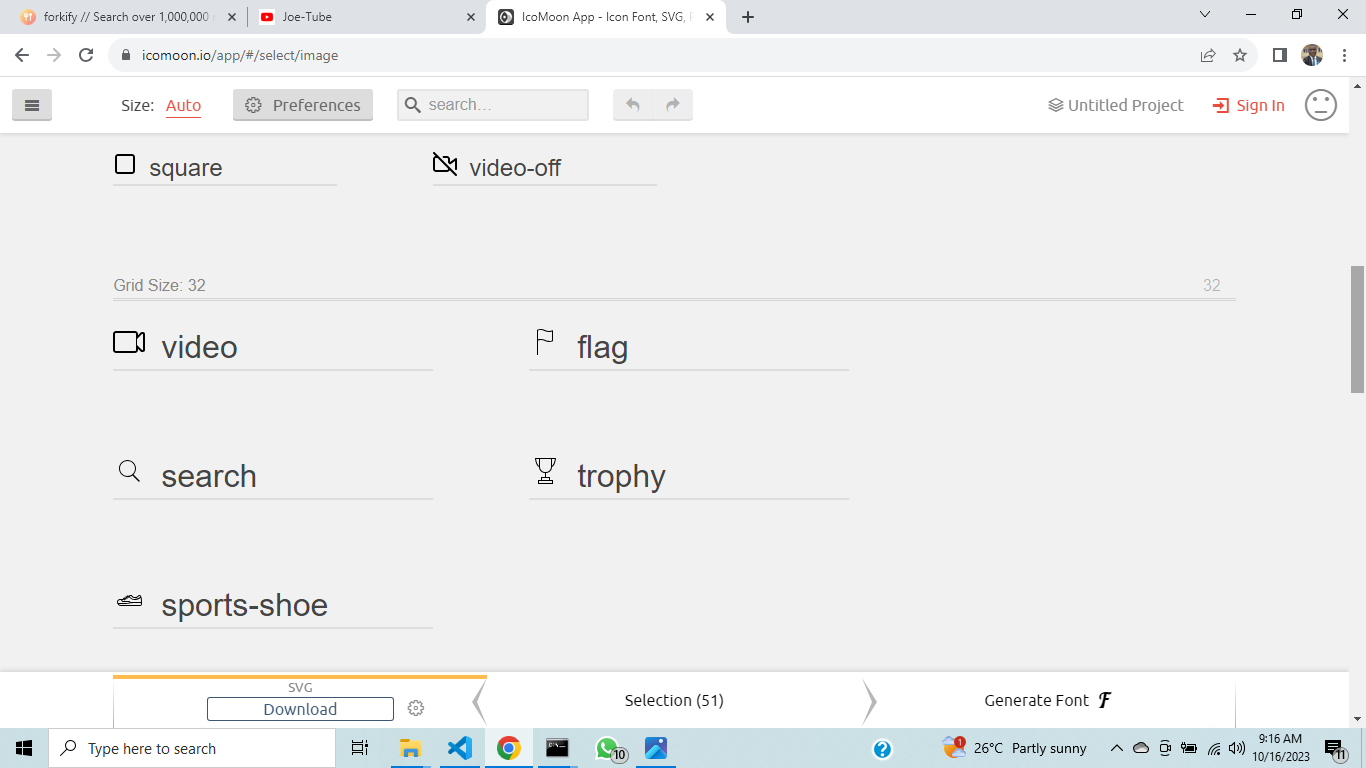 forkify // Search over 1,000,000
Joe-Tube
IcoMoon App - Icon Font, SVG,
icomoon.io/app/#/select/image
Size: Auto
Preferences
search...
Untitled Project
Sign In
square
video-off
Grid Size: 32
32
video
flag
search
trophy
sports-shoe
SVG
Download
Selection (51)
Generate Font
Type here to search
10
1
26°C Partly sunny
9:16 AM
10/16/2023
11